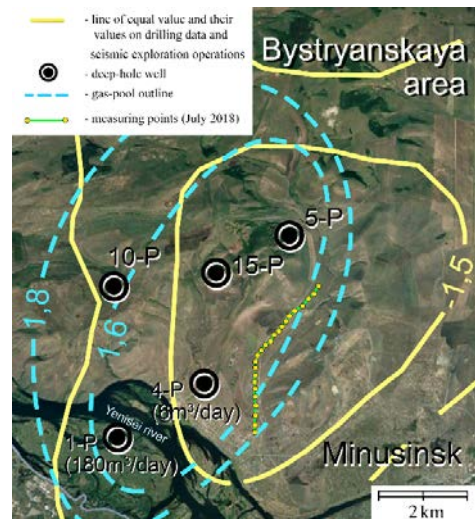 - line of equal value and their
values on drilling data and
seismic exploration operations
- deep-hole well
- gas-pool outline
- measuring points (July 2018)
Bystryanskaya
area
5-P
10-P
15-P
1,8
1,6
-1,5
4-P
(6m³/day)
Yenisei river
1-P
(180m³/day)
Minusinsk
2 km